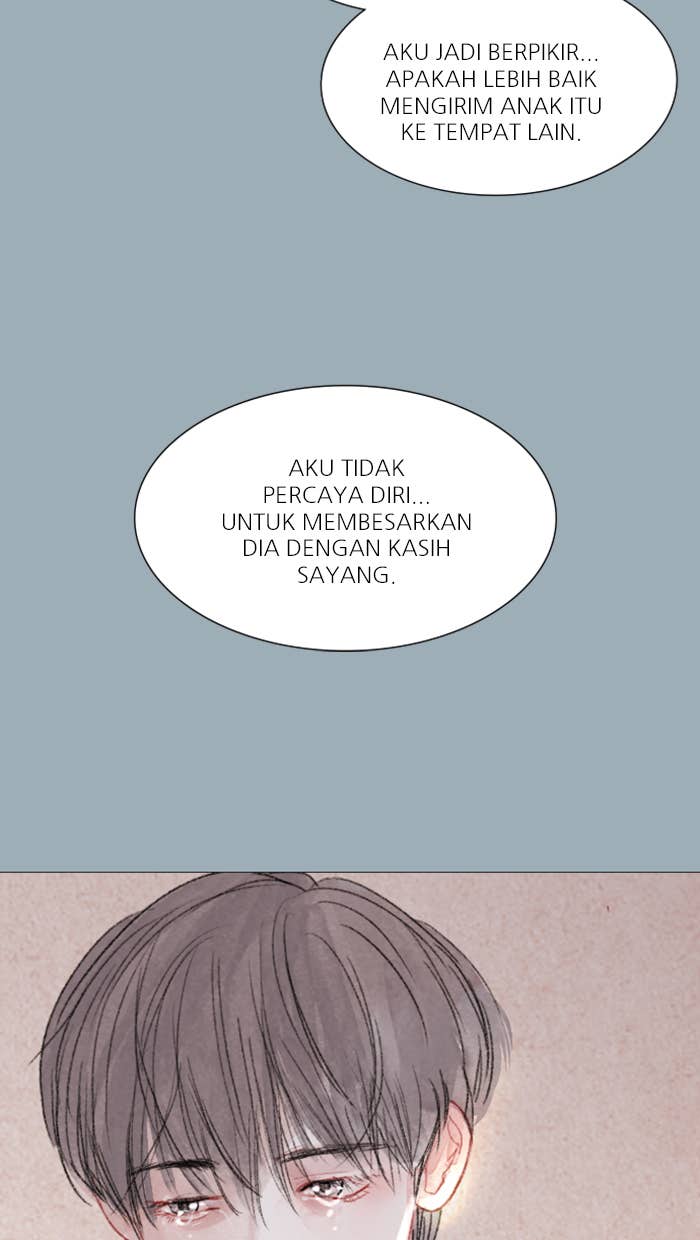 AKU JADI BERPIKIR...
APAKAH LEBIH BAIK
MENGIRIM ANAK ITU
KE TEMPAT LAIN.
AKU TIDAK
PERCAYA DIRI...
UNTUK MEMBESARKAN
DIA DENGAN KASIH
SAYANG.